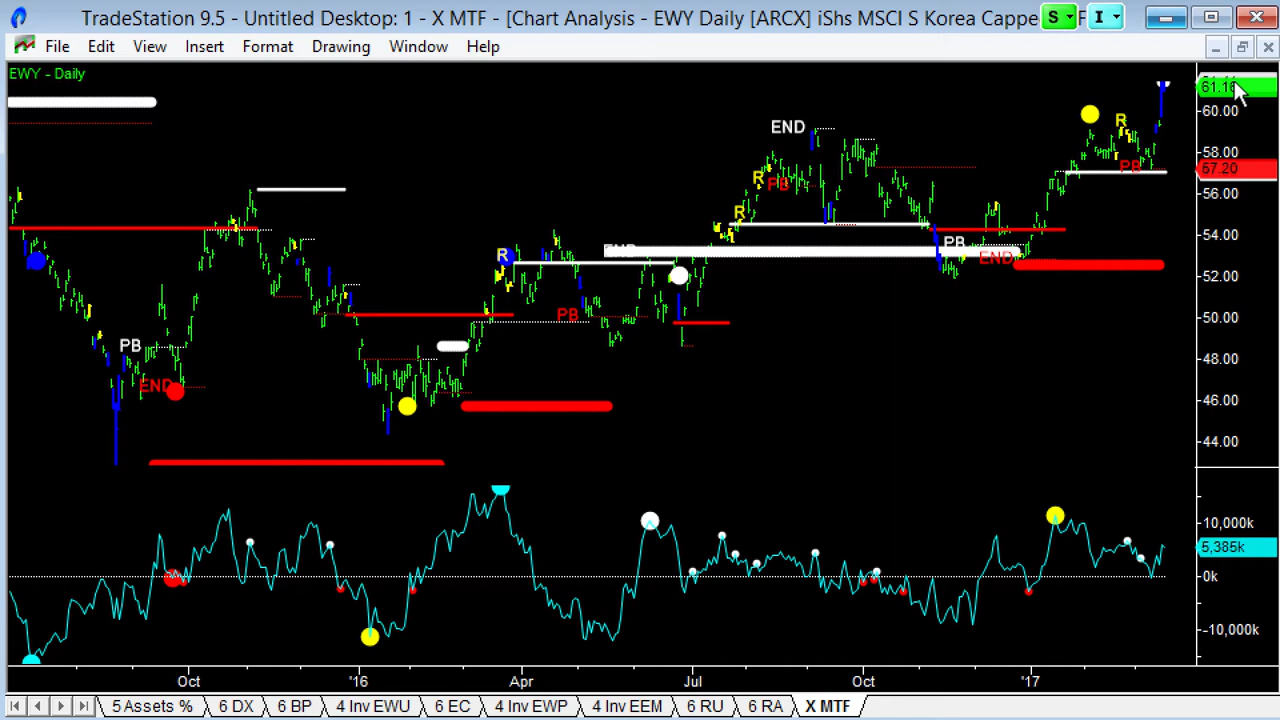 TradeStation 9.5 - Untitled Desktop: 1 - X MTF - [Chart Analysis - EWY Daily [ARCX] iShs MSCI S Korea Cappe S F I
File Edit View Insert Format Drawing Window Help
EWY - Daily
61.16
60.00
END
R
58.00
PB
57.20
R
PB
56.00
R
54.00
PB
END
R
END
52.00
50.00
PB
48.00
PB
END
46.00
44.00
10,000k
5,385k
0k
-10,000k
Oct '16 Apr Jul Oct '17
5 Assets % 6 DX 6 BP 4 Inv EWU 6 EC 4 Inv EWP 4 Inv EEM 6 RU 6 RA X MTF